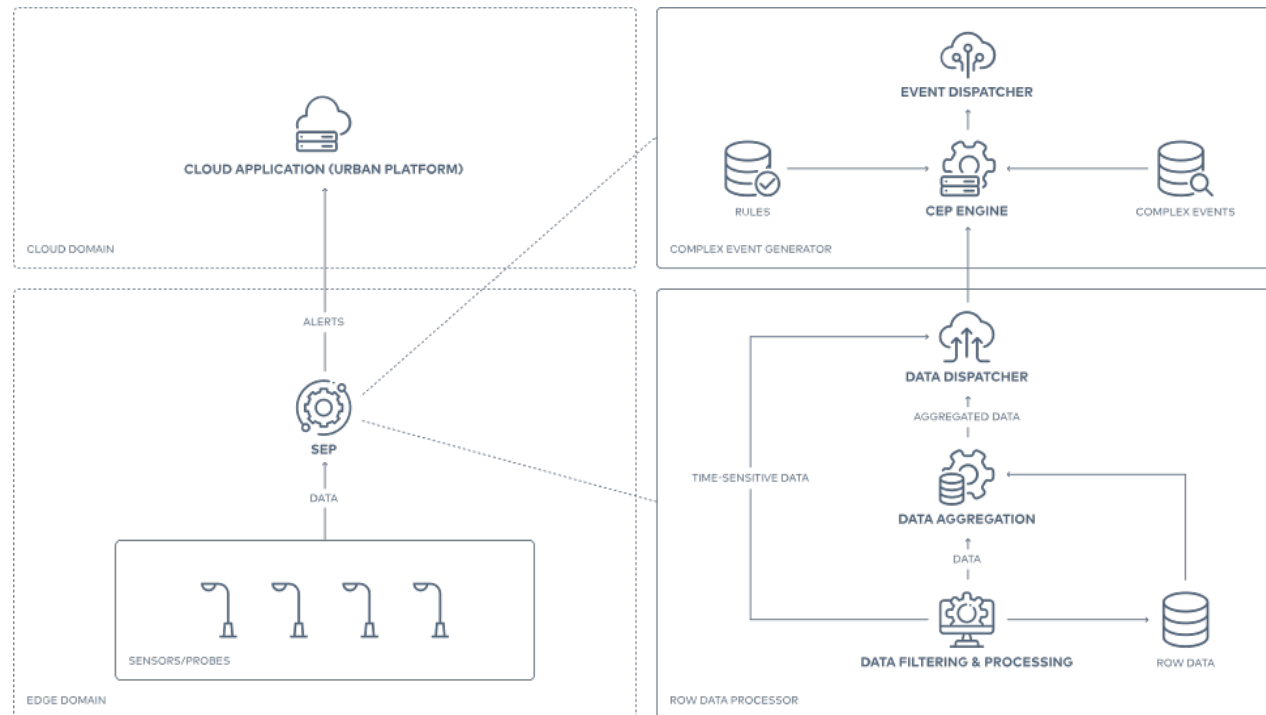 CLOUD APPLICATION (URBAN PLATFORM)
CLOUD DOMAIN
ALERTS
SEP
DATA
SENSORS/PROBES
EDGE DOMAIN
EVENT DISPATCHER
RULES
CEP ENGINE
COMPLEX EVENTS
COMPLEX EVENT GENERATOR
DATA DISPATCHER
AGGREGATED DATA
TIME-SENSITIVE DATA
DATA AGGREGATION
DATA
DATA FILTERING & PROCESSING
ROW DATA
ROW DATA PROCESSOR